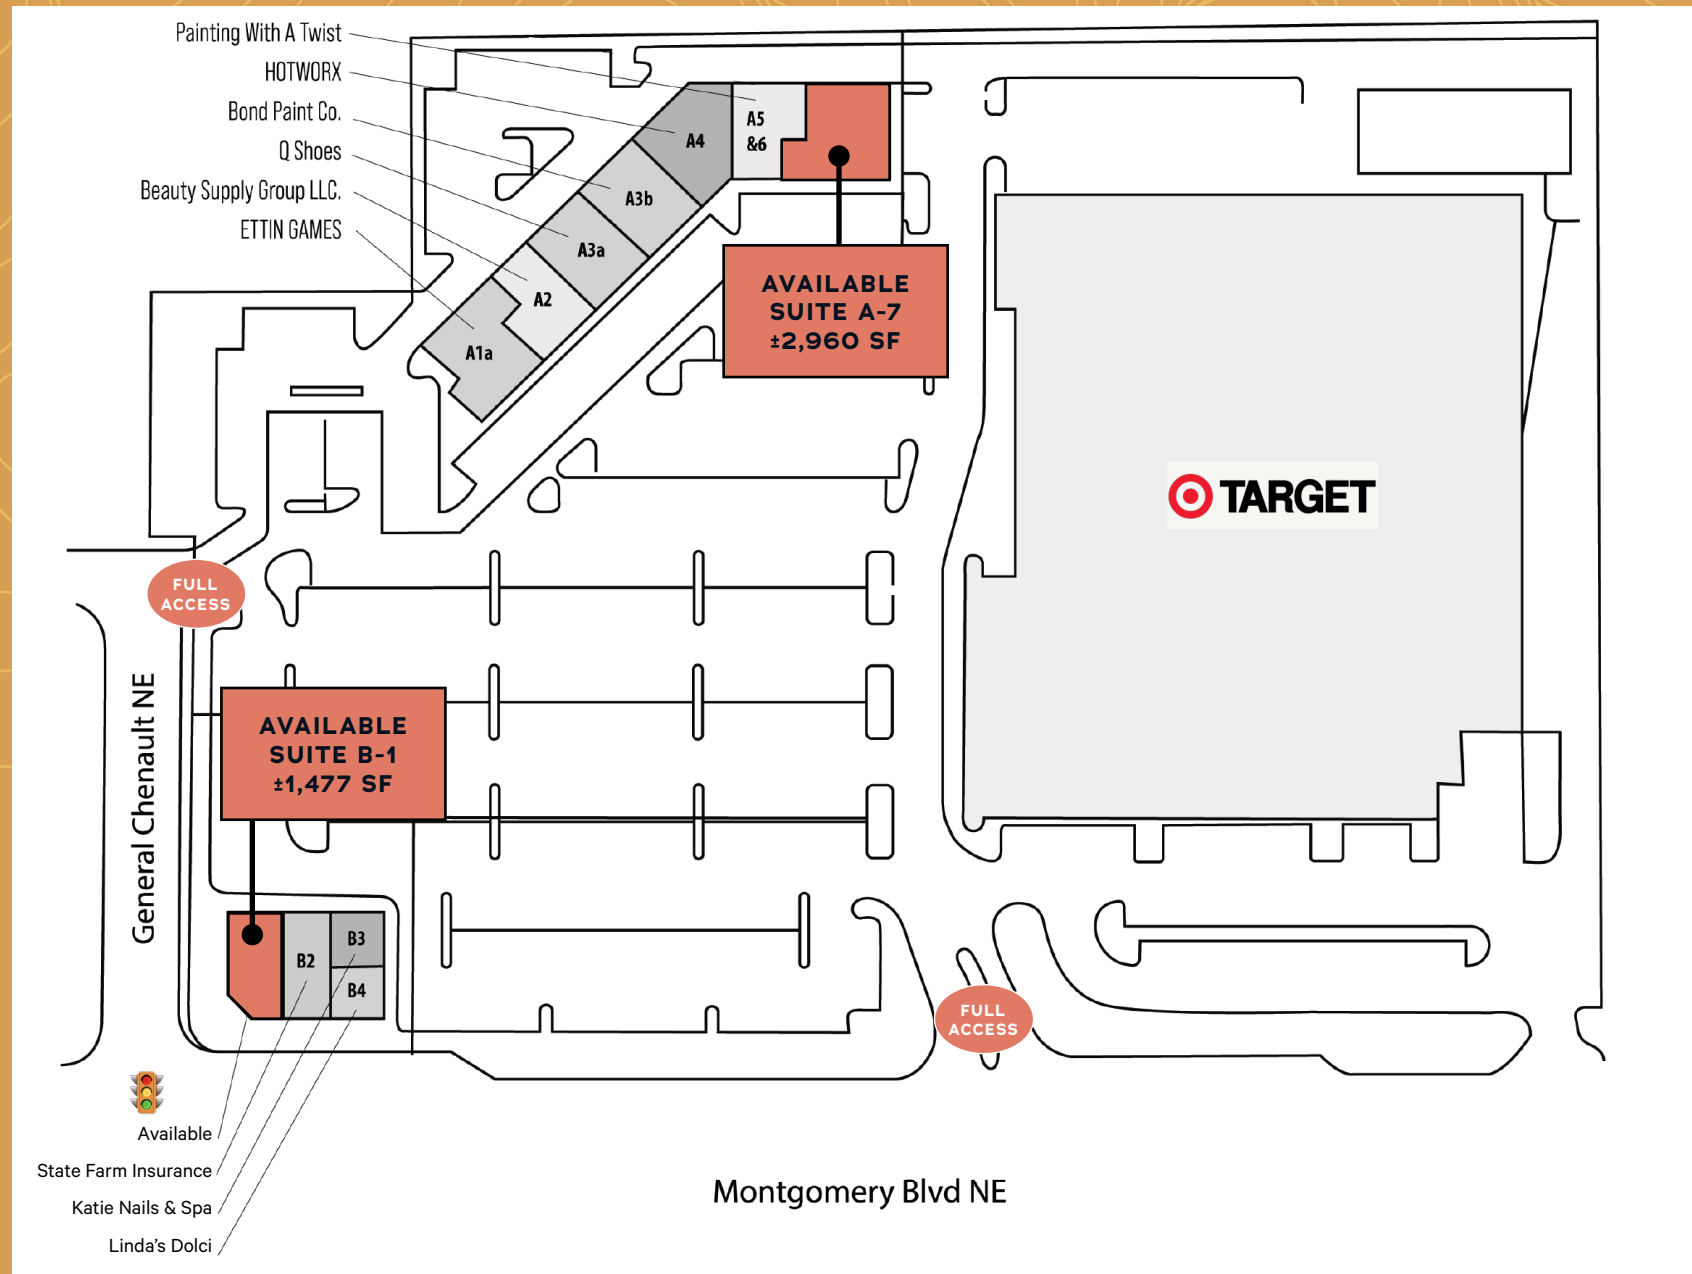 Painting With A Twist
HOTWORX
Bond Paint Co.
Q Shoes
Beauty Supply Group LLC.
ETTIN GAMES
A5
&6
A4
A3b
A3a
A2
A1a
AVAILABLE
SUITE A-7
±2,960 SF
TARGET
FULL
ACCESS
General Chenault NE
AVAILABLE
SUITE B-1
±1,477 SF
B2
B3
B4
FULL
ACCESS
Available
State Farm Insurance
Katie Nails & Spa
Linda's Dolci
Montgomery Blvd NE